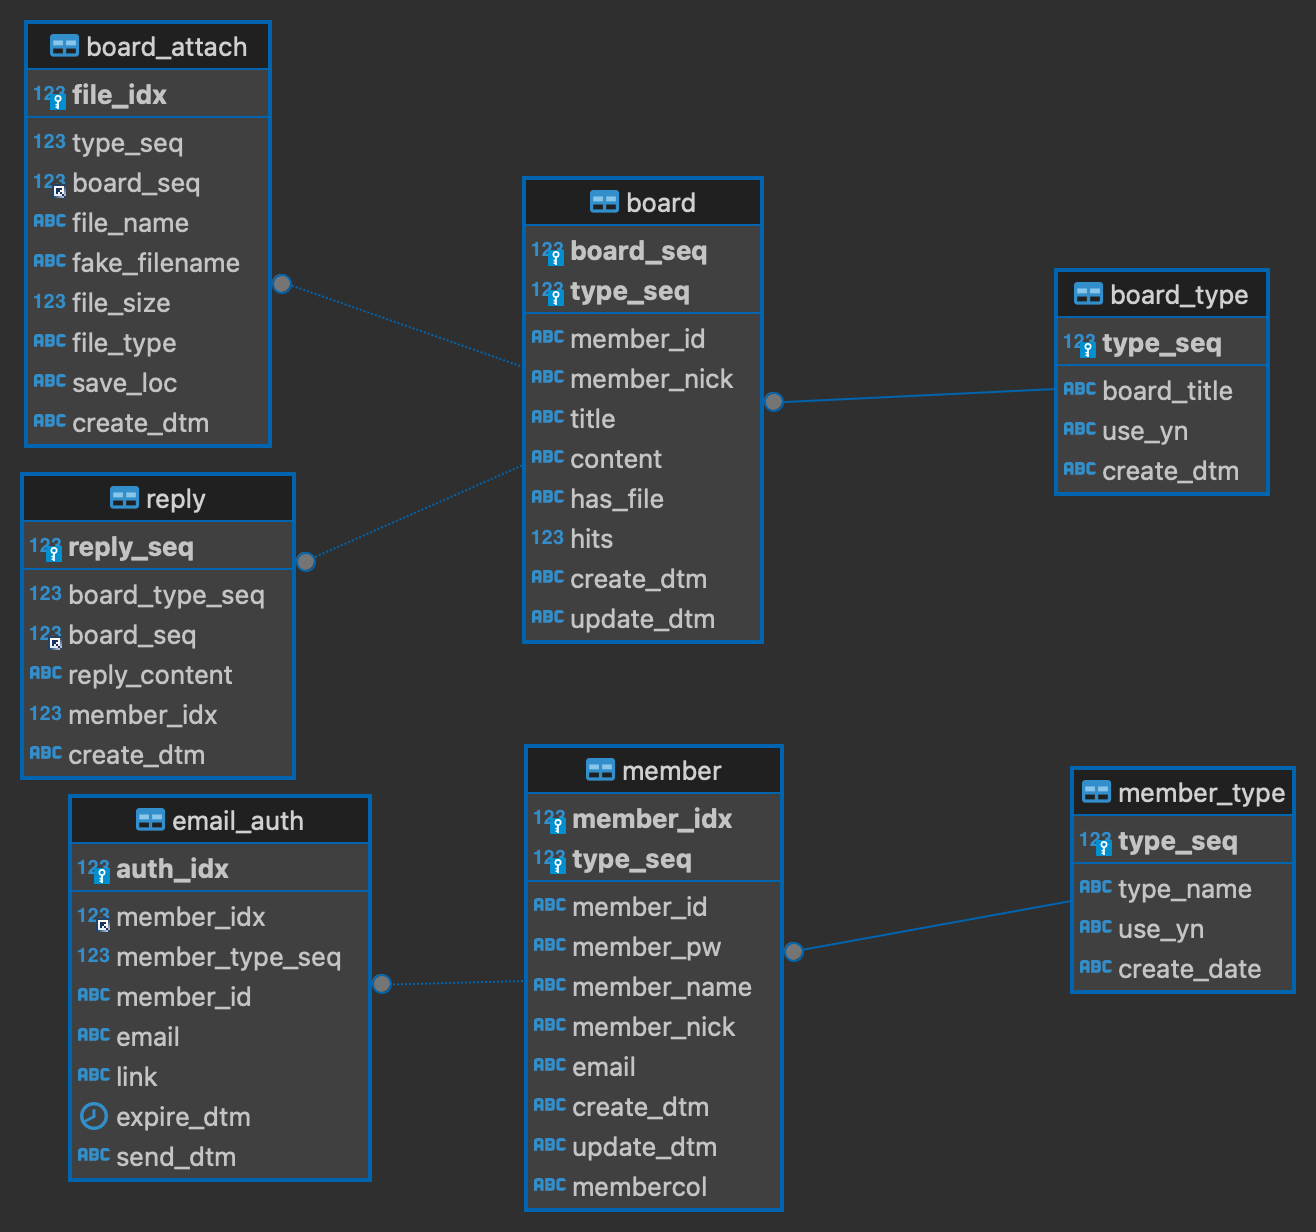 board_attach
123 file_idx
123 type_seq
123 board_seq
ABC file_name
ABC fake_filename
123 file_size
ABC file_type
ABC save_loc
ABC create_dtm
reply
123 reply_seq
123 board_type_seq
123 board_seq
ABC reply_content
123 member_idx
ABC create_dtm
email_auth
123 auth_idx
123 member_idx
123 member_type_seq
ABC member_id
ABC email
ABC link
expire_dtm
ABC send_dtm
board
123 board_seq
123 type_seq
ABC member_id
ABC member_nick
ABC title
ABC content
ABC has_file
123 hits
ABC create_dtm
ABC update_dtm
member
123 member_idx
123 type_seq
ABC member_id
ABC member_pw
ABC member_name
ABC member_nick
ABC email
ABC create_dtm
ABC update_dtm
ABC membercol
board_type
123 type_seq
ABC board_title
ABC use_yn
ABC create_dtm
member_type
123 type_seq
ABC type_name
ABC use_yn
ABC create_date